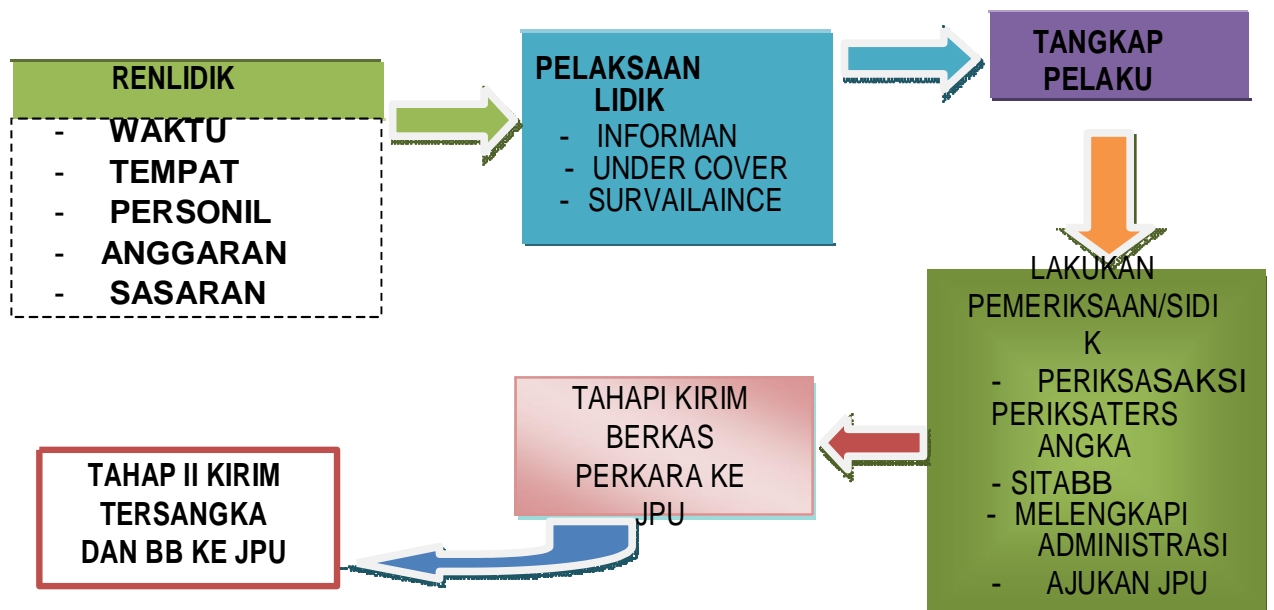 RENLIDIK
- WAKTU
- TEMPAT
- PERSONIL
- ANGGARAN
- SASARAN
PELAKSAAN
LIDIK
- INFORMAN
- UNDER COVER
- SURVAILAINCE
TANGKAP
PELAKU
LAKUKAN
PEMERIKSAAN/SIDI
K
- PERIKSASAKSI
PERIKSATERS
ANGKA
- SITABB
- MELENGKAPI
ADMINISTRASI
- AJUKAN JPU
TAHAPI KIRIM
BERKAS
PERKARA KE
JPU
TAHAP II KIRIM
TERSANGKA
DAN BB KE JPU